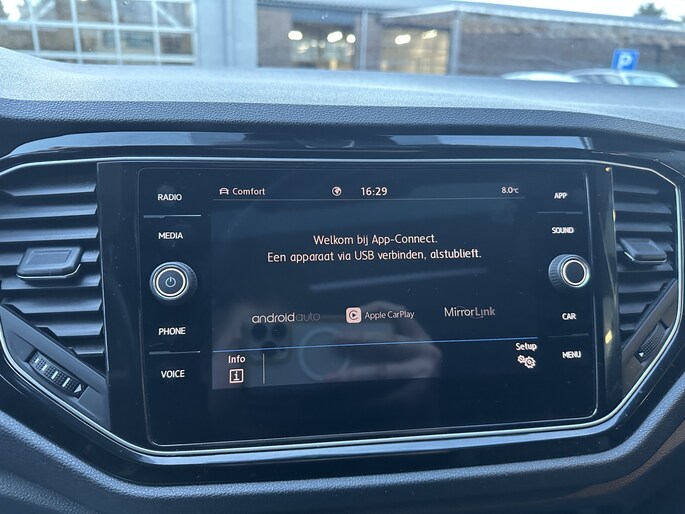 P
RADIO
MEDIA
PHONE
VOICE
Comfort
16:29
8.0°C
Welkom bij App-Connect.
Een apparaat via USB verbinden, alstublieft.
androidauto
Apple CarPlay
MirrorLink
Info
i
Setup
APP
SOUND
CAR
MENU